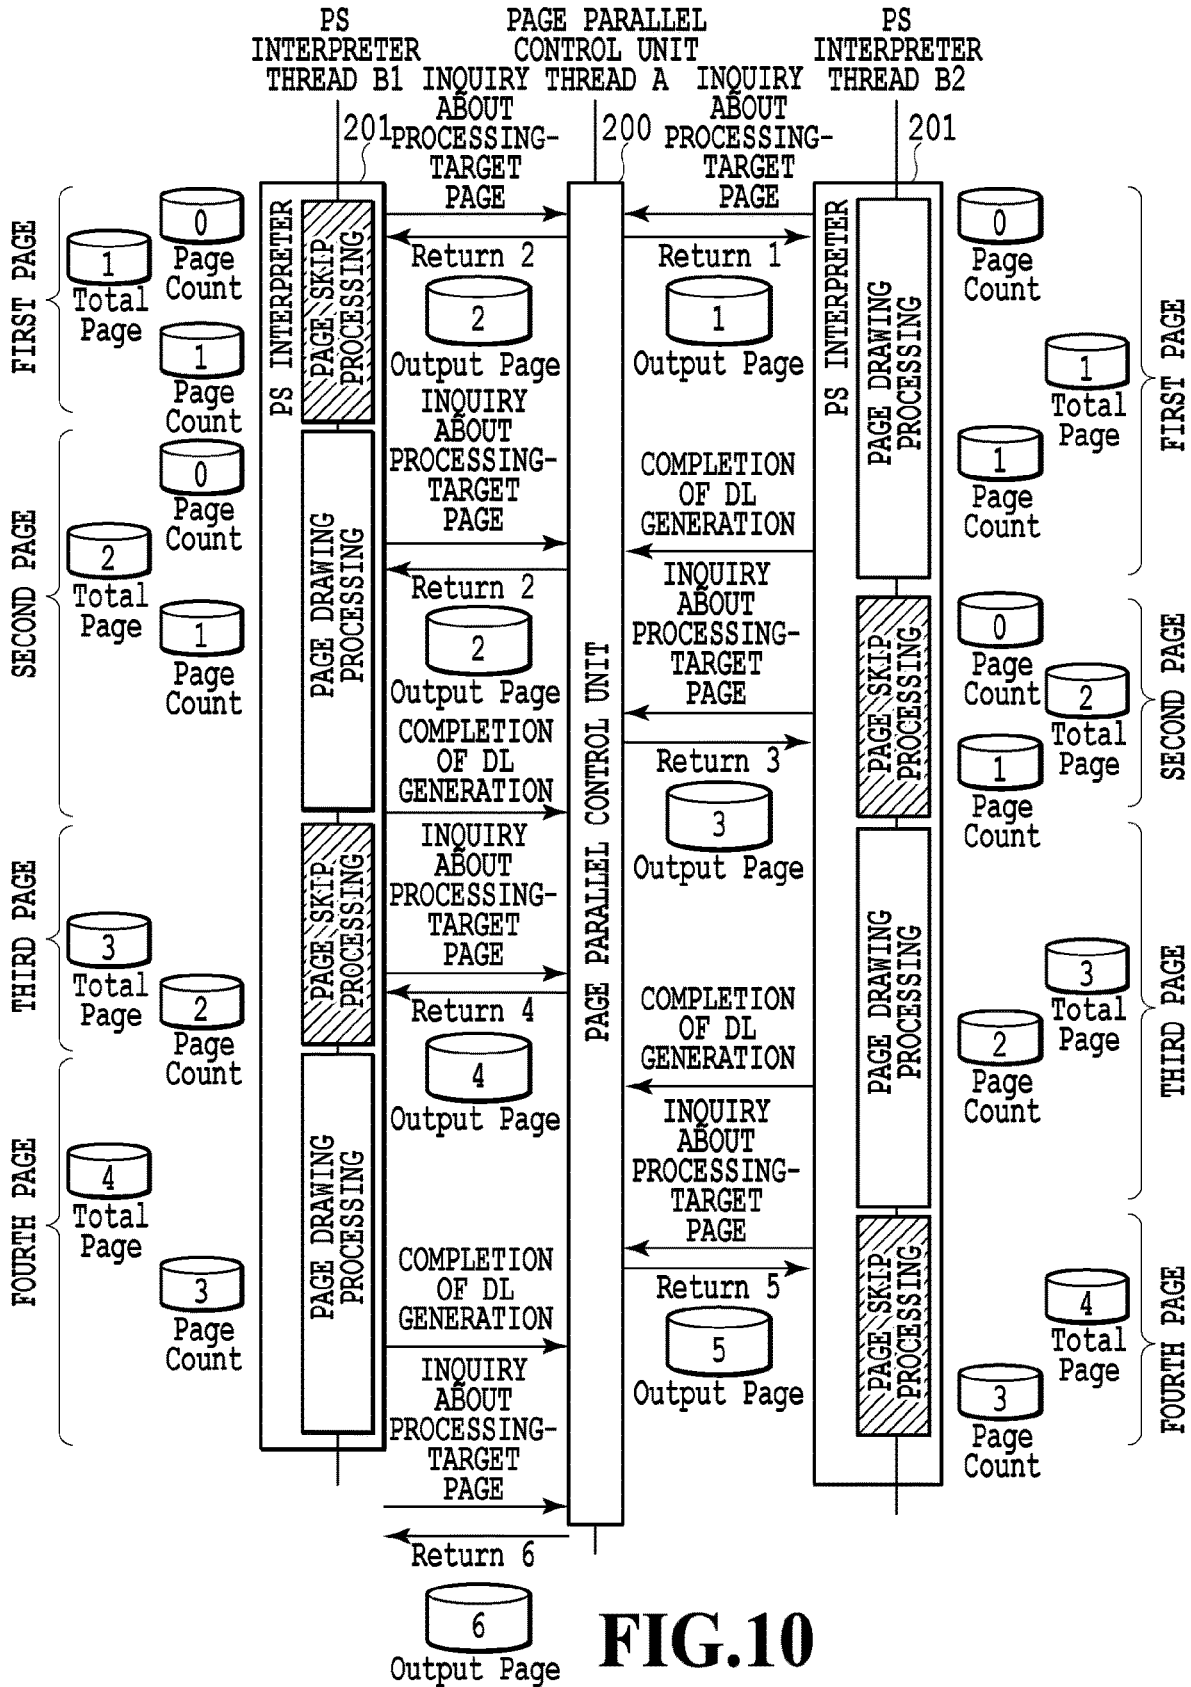 PS
INTERPRETER
THREAD B1
PAGE PARALLEL
CONTROL UNIT
THREAD A
PS
INTERPRETER
THREAD B2
201
200
201
FIRST PAGE
0
Page
Count
1
Total
Page
1
Page
Count
SECOND PAGE
0
Page
Count
2
Total
Page
1
Page
Count
THIRD PAGE
3
Total
Page
2
Page
Count
FOURTH PAGE
4
Total
Page
3
Page
Count
PS INTERPRETER
PAGE SKIP
PROCESSING
PAGE DRAWING
PROCESSING
PAGE SKIP
PROCESSING
PAGE DRAWING
PROCESSING
INQUIRY
ABOUT
PROCESSING-
TARGET
PAGE
Return 2
2
Output Page
INQUIRY
ABOUT
PROCESSING-
TARGET
PAGE
Return 2
2
Output Page
COMPLETION
OF DL
GENERATION
INQUIRY
ABOUT
PROCESSING-
TARGET
PAGE
Return 4
4
Output Page
COMPLETION
OF DL
GENERATION
INQUIRY
ABOUT
PROCESSING-
TARGET
PAGE
Return 6
6
Output Page
PAGE PARALLEL CONTROL UNIT
INQUIRY
ABOUT
PROCESSING-
TARGET
PAGE
Return 1
1
Output Page
COMPLETION
OF DL
GENERATION
INQUIRY
ABOUT
PROCESSING-
TARGET
PAGE
Return 3
3
Output Page
COMPLETION
OF DL
GENERATION
INQUIRY
ABOUT
PROCESSING-
TARGET
PAGE
Return 5
5
Output Page
PS INTERPRETER
PAGE DRAWING
PROCESSING
PAGE SKIP
PROCESSING
PAGE DRAWING
PROCESSING
PAGE SKIP
PROCESSING
0
Page
Count
1
Total
Page
1
Page
Count
FIRST PAGE
0
Page
Count
2
Total
Page
1
Page
Count
SECOND PAGE
3
Total
Page
2
Page
Count
THIRD PAGE
4
Total
Page
3
Page
Count
FOURTH PAGE
FIG.10